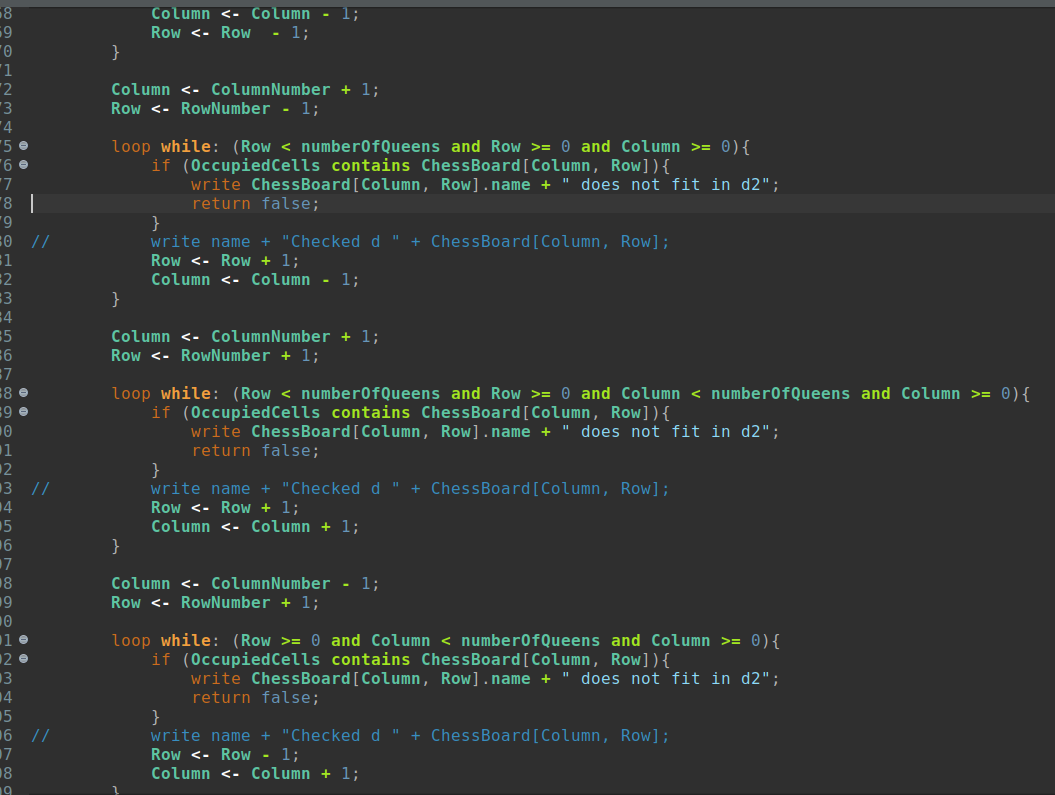 68 Column <- Column - 1;
69 Row <- Row  - 1;
70 }
71
72 Column <- ColumnNumber + 1;
73 Row <- RowNumber - 1;
74
75 loop while: (Row < numberOfQueens and Row >= 0 and Column >= 0){
76 if (OccupiedCells contains ChessBoard[Column, Row]){
77 write ChessBoard[Column, Row].name + " does not fit in d2";
78 return false;
79 }
80 // write name + "Checked d " + ChessBoard[Column, Row];
81 Row <- Row + 1;
82 Column <- Column - 1;
83 }
84
85 Column <- ColumnNumber + 1;
86 Row <- RowNumber + 1;
87
88 loop while: (Row < numberOfQueens and Row >= 0 and Column < numberOfQueens and Column >= 0){
89 if (OccupiedCells contains ChessBoard[Column, Row]){
90 write ChessBoard[Column, Row].name + " does not fit in d2";
91 return false;
92 }
93 // write name + "Checked d " + ChessBoard[Column, Row];
94 Row <- Row + 1;
95 Column <- Column + 1;
96 }
97
98 Column <- ColumnNumber - 1;
99 Row <- RowNumber + 1;
00
01 loop while: (Row >= 0 and Column < numberOfQueens and Column >= 0){
02 if (OccupiedCells contains ChessBoard[Column, Row]){
03 write ChessBoard[Column, Row].name + " does not fit in d2";
04 return false;
05 }
06 // write name + "Checked d " + ChessBoard[Column, Row];
07 Row <- Row - 1;
08 Column <- Column + 1;
09 }